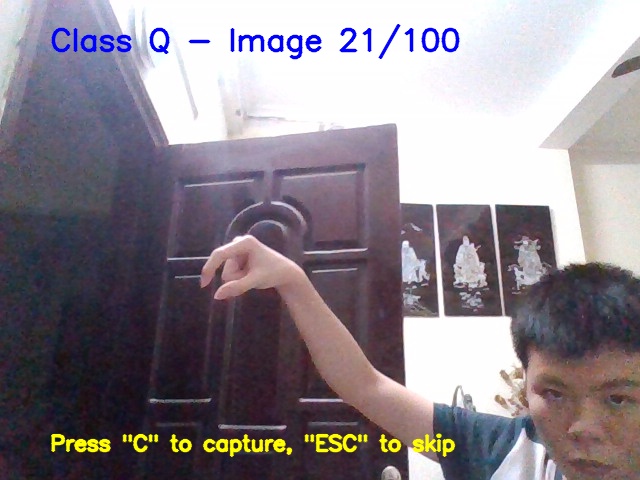 Class Q - Image 21/100
Press "C" to capture, "ESC" to skip